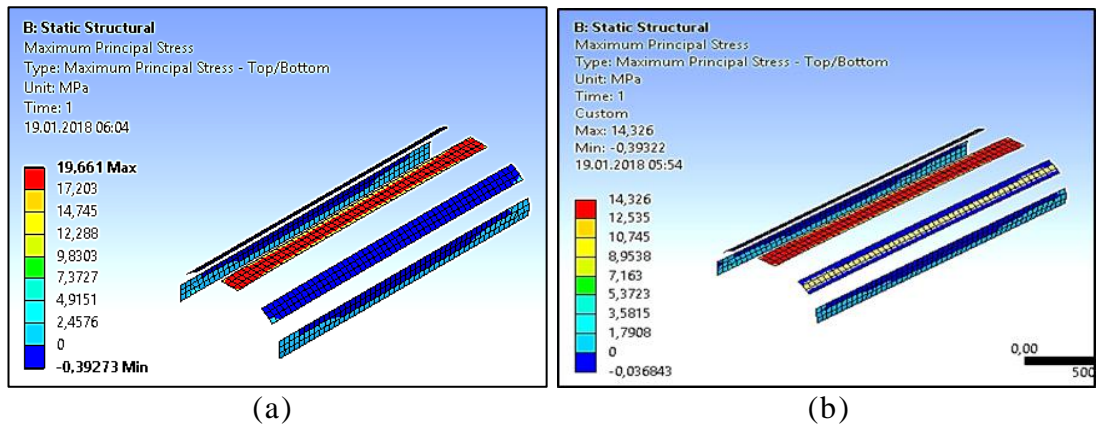 B: Static Structural
Maximum Principal Stress
Type: Maximum Principal Stress - Top/Bottom
Unit: MPa
Time: 1
19.01.2018 06:04
19,661 Max
17,203
14,745
12,288
9,8303
7,3727
4,9151
2,4576
0
-0,39273 Min
(a)
B: Static Structural
Maximum Principal Stress
Type: Maximum Principal Stress - Top/Bottom
Unit: MPa
Time: 1
Custom
Max: 14,326
Min: -0,39322
19.01.2018 05:54
14,326
12,535
10,745
8,9538
7,163
5,3723
3,5815
1,7908
0
-0,036843
0,00
500
(b)